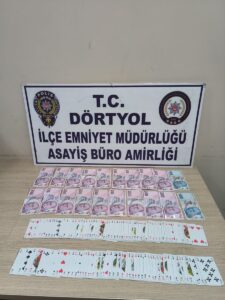 T.C.
DÖRTYOL
İLÇE EMNİYET MÜDÜRLÜĞÜ
ASAYİŞ BÜRO AMİRLİĞİ